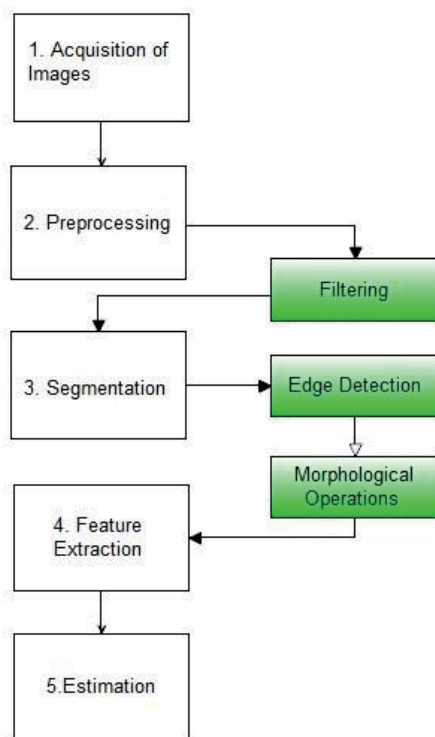 1. Acquisition of
Images
2. Preprocessing
Filtering
3. Segmentation
Edge Detection
Morphological
Operations
4. Feature
Extraction
5.Estimation